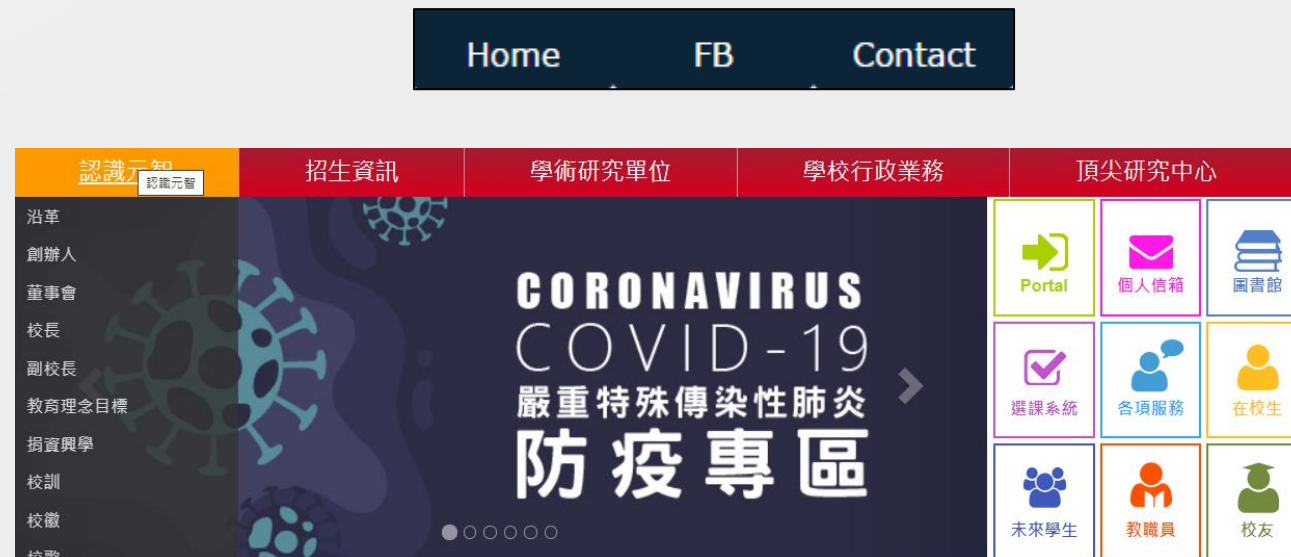 Home FB Contact
認識元智 招生資訊 學術研究單位 學校行政業務 頂尖研究中心
認識元智
沿革
創辦人
董事會
校長
副校長
教育理念目標
捐資興學
校訓
校徽
校歌
CORONAVIRUS
COVID-19
嚴重特殊傳染性肺炎
防疫專區
Portal 個人信箱 圖書館
選課系統 各項服務 在校生
未來學生 教職員 校友